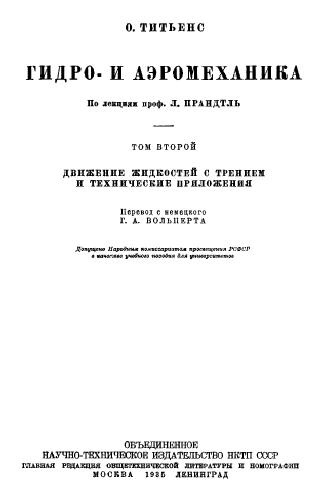 О. ТИТЬЕНС
ГИДРО- И АЭРОМЕХАНИКА
По лекциям проф. Л. ПРАНДТЛЬ
ТОМ ВТОРОЙ
ДВИЖЕНИЕ ЖИДКОСТЕЙ С ТРЕНИЕМ
И ТЕХНИЧЕСКИЕ ПРИЛОЖЕНИЯ
Перевод с немецкого
Г. А. ВОЛЬПЕРТА
Допущено Народным комиссариатом просвещения РСФСР
в качестве учебного пособия для университетов
ОБЪЕДИНЕННОЕ
НАУЧНО-ТЕХНИЧЕСКОЕ ИЗДАТЕЛЬСТВО НКТП СССР
ГЛАВНАЯ РЕДАКЦИЯ ОБЩЕТЕХНИЧЕСКОЙ ЛИТЕРАТУРЫ И НОМОГРАФИИ
МОСКВА 1935 ЛЕНИНГРАД